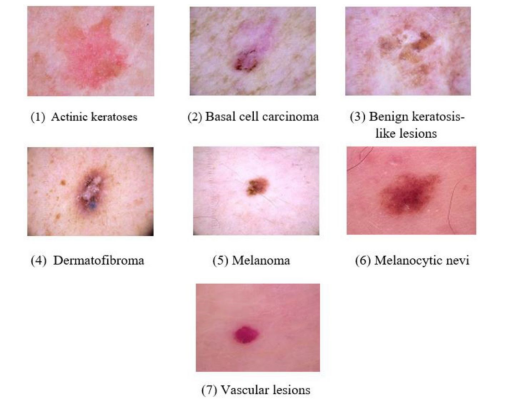 (1) Actinic keratoses
(2) Basal cell carcinoma
(3) Benign keratosis-
like lesions
(4) Dermatofibroma
(5) Melanoma
(6) Melanocytic nevi
(7) Vascular lesions